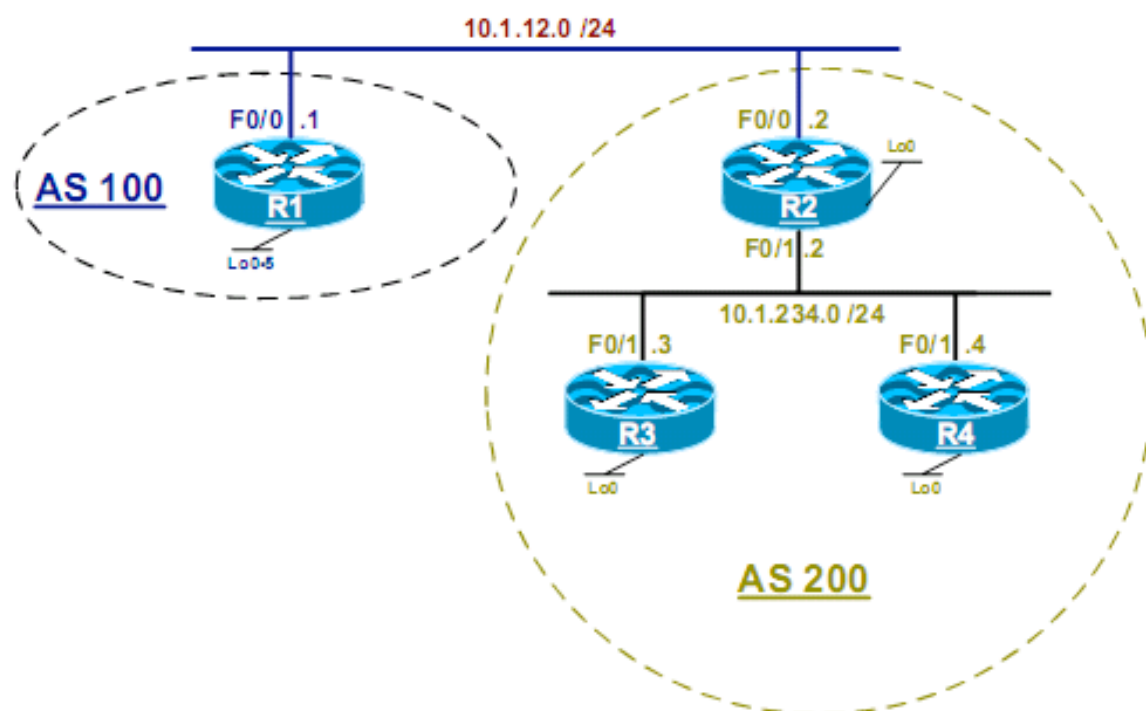 10.1.12.0 /24
F0/0 .1
F0/0 .2
Lo0
AS 100
R1
R2
Lo0-5
F0/1 .2
10.1.234.0 /24
F0/1 .3
F0/1 .4
R3
R4
Lo0
Lo0
AS 200